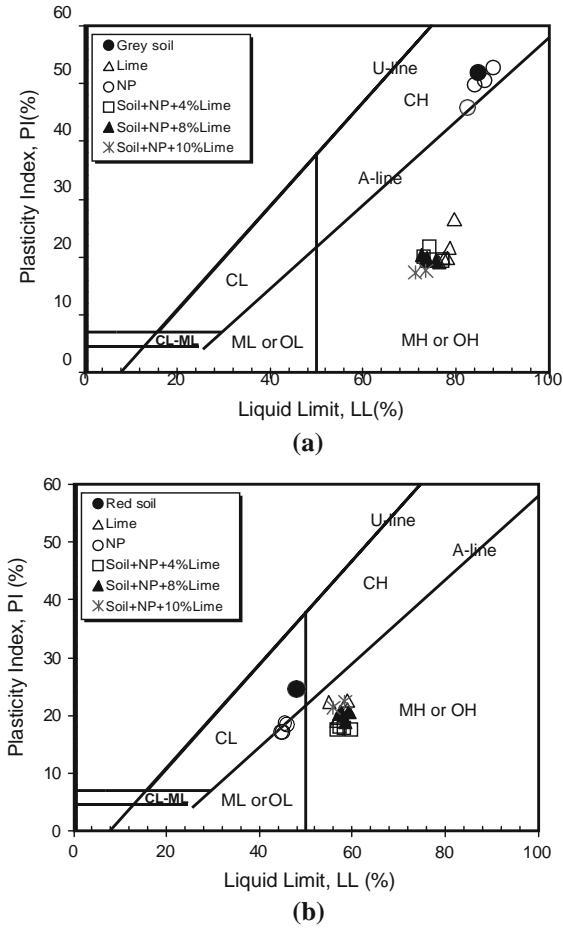 60
50
40
30
20
10
0
Plasticity Index, PI(%)
Grey soil
Lime
NP
Soil+NP+4%Lime
Soil+NP+8%Lime
Soil+NP+10%Lime
U-line
CH
A-line
CL
CL-ML
ML or OL
MH or OH
0 20 40 60 80 100
Liquid Limit, LL(%)
(a)
60
50
40
30
20
10
0
Plasticity Index, PI (%)
Red soil
Lime
NP
Soil+NP+4%Lime
Soil+NP+8%Lime
Soil+NP+10%Lime
U-line
A-line
CH
CL
MH or OH
CL-ML
ML or OL
0 20 40 60 80 100
Liquid Limit, LL (%)
(b)